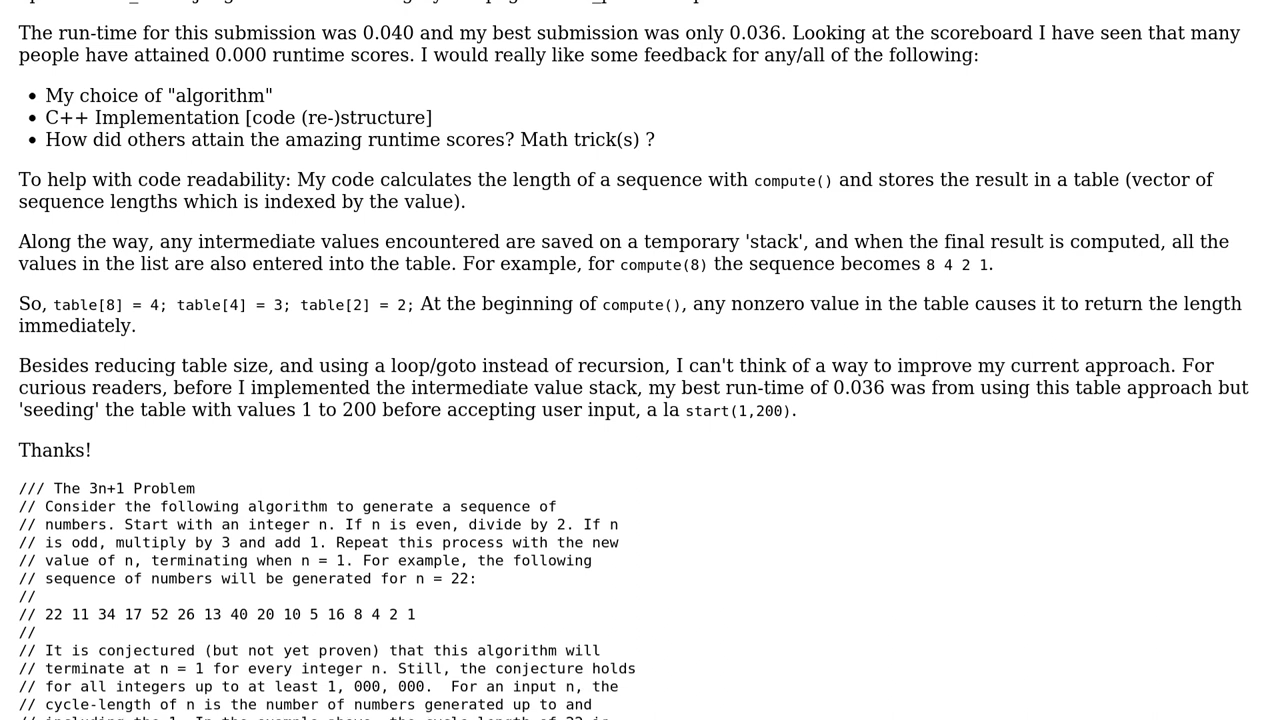 The run-time for this submission was 0.040 and my best submission was only 0.036. Looking at the scoreboard I have seen that many
people have attained 0.000 runtime scores. I would really like some feedback for any/all of the following:
• My choice of "algorithm"
• C++ Implementation [code (re-)structure]
• How did others attain the amazing runtime scores? Math trick(s) ?
To help with code readability: My code calculates the length of a sequence with compute() and stores the result in a table (vector of
sequence lengths which is indexed by the value).
Along the way, any intermediate values encountered are saved on a temporary 'stack', and when the final result is computed, all the
values in the list are also entered into the table. For example, for compute(8) the sequence becomes 8 4 2 1.
So, table[8] = 4; table[4] = 3; table[2] = 2; At the beginning of compute(), any nonzero value in the table causes it to return the length
immediately.
Besides reducing table size, and using a loop/goto instead of recursion, I can't think of a way to improve my current approach. For
curious readers, before I implemented the intermediate value stack, my best run-time of 0.036 was from using this table approach but
'seeding' the table with values 1 to 200 before accepting user input, a la start(1,200).
Thanks!
/// The 3n+1 Problem
// Consider the following algorithm to generate a sequence of
// numbers. Start with an integer n. If n is even, divide by 2. If n
// is odd, multiply by 3 and add 1. Repeat this process with the new
// value of n, terminating when n = 1. For example, the following
// sequence of numbers will be generated for n = 22:
//
// 22 11 34 17 52 26 13 40 20 10 5 16 8 4 2 1
//
// It is conjectured (but not yet proven) that this algorithm will
// terminate at n = 1 for every integer n. Still, the conjecture holds
// for all integers up to at least 1, 000, 000.  For an input n, the
// cycle-length of n is the number of numbers generated up to and
// including the 1. In the example above, the cycle length of 22 is